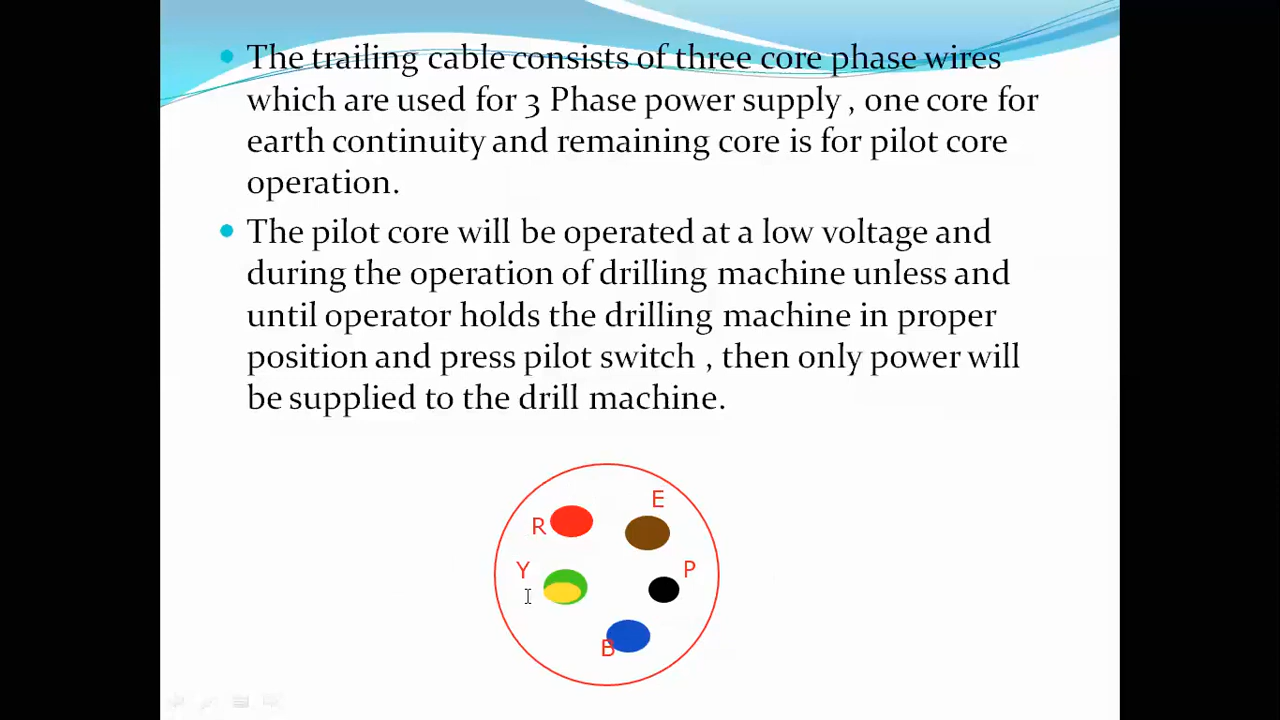 The trailing cable consists of three core phase wires
which are used for 3 Phase power supply , one core for
earth continuity and remaining core is for pilot core
operation.
The pilot core will be operated at a low voltage and
during the operation of drilling machine unless and
until operator holds the drilling machine in proper
position and press pilot switch , then only power will
be supplied to the drill machine.
E
R
Y
P
B